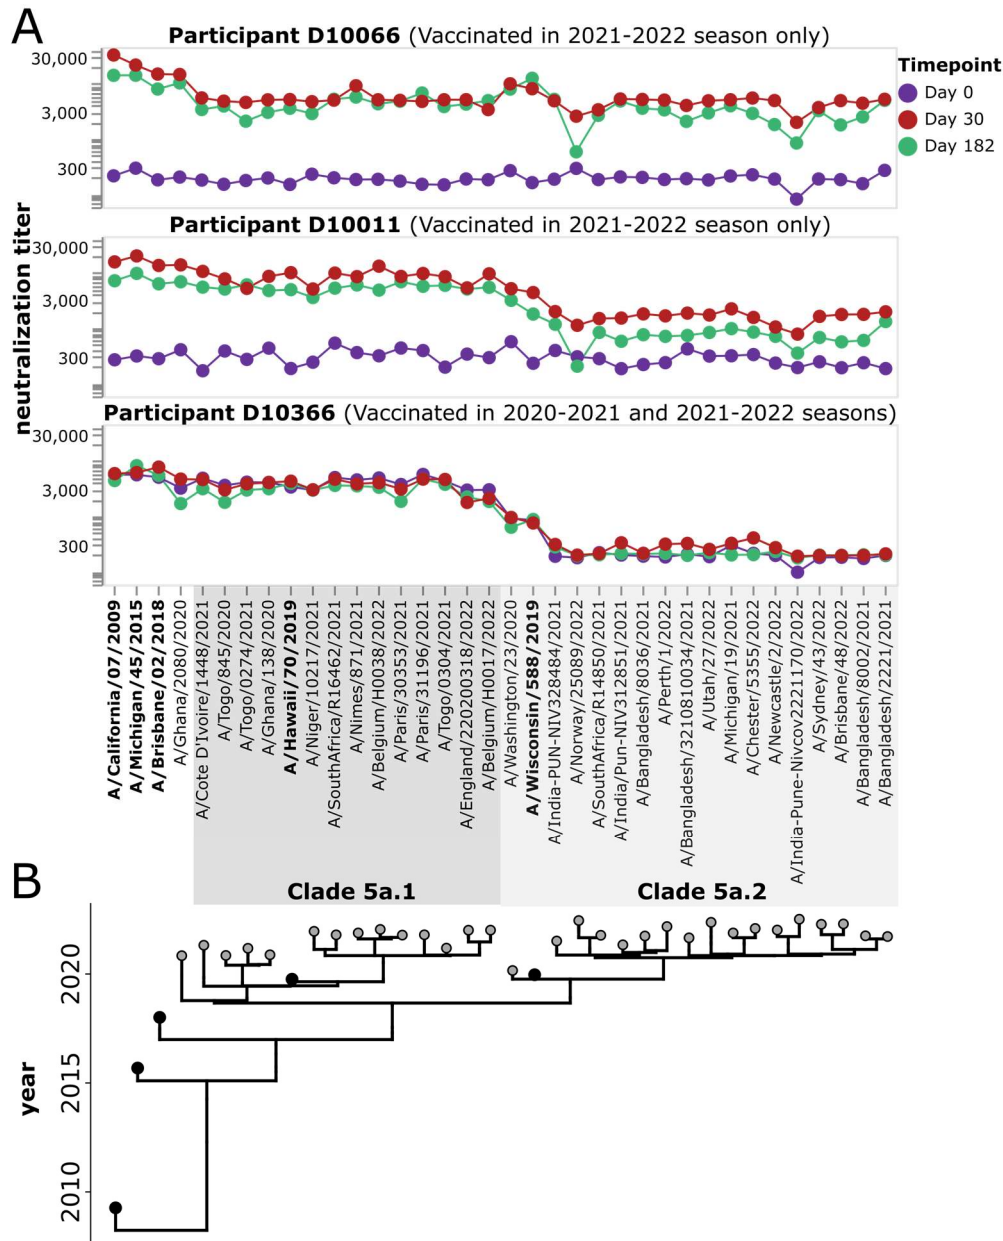 A
Participant D10066 (Vaccinated in 2021-2022 season only)
30,000
3,000
300
Timepoint
Day 0
Day 30
Day 182
neutralization titer
Participant D10011 (Vaccinated in 2021-2022 season only)
30,000
3,000
300
Participant D10366 (Vaccinated in 2020-2021 and 2021-2022 seasons)
30,000
3,000
300
A/California/07/2009
A/Michigan/45/2015
A/Brisbane/02/2018
A/Ghana/2080/2020
A/Cote D'Ivoire/1448/2021
A/Togo/845/2020
A/Togo/0274/2021
A/Ghana/138/2020
A/Hawaii/70/2019
A/Niger/10217/2021
A/SouthAfrica/R16462/2021
A/Nimes/871/2021
A/Belgium/H0038/2022
A/Paris/30353/2021
A/Paris/31196/2021
A/Togo/0304/2021
A/England/220200318/2022
A/Belgium/H0017/2022
A/Washington/23/2020
A/Wisconsin/588/2019
A/India-PUN-NIV328484/2021
A/Norway/25089/2022
A/SouthAfrica/R14850/2021
A/India/Pun-NIV312851/2021
A/Bangladesh/8036/2021
A/Perth/1/2022
A/Bangladesh/3210810034/2021
A/Utah/27/2022
A/Michigan/19/2021
A/Chester/5355/2022
A/Newcastle/2/2022
A/India-Pune-Nivcov2221170/2022
A/Sydney/43/2022
A/Brisbane/48/2022
A/Bangladesh/8002/2021
A/Bangladesh/2221/2021
Clade 5a.1
Clade 5a.2
B
year
2020
2015
2010